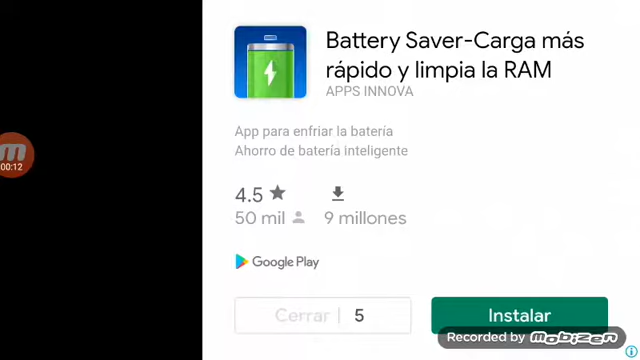 Battery Saver-Carga más
rápido y limpia la RAM
APPS INNOVA
App para enfriar la batería
Ahorro de batería inteligente
4.5
50 mil 9 millones
Google Play
Cerrar | 5
Instalar
00:12
Recorded by mobizen